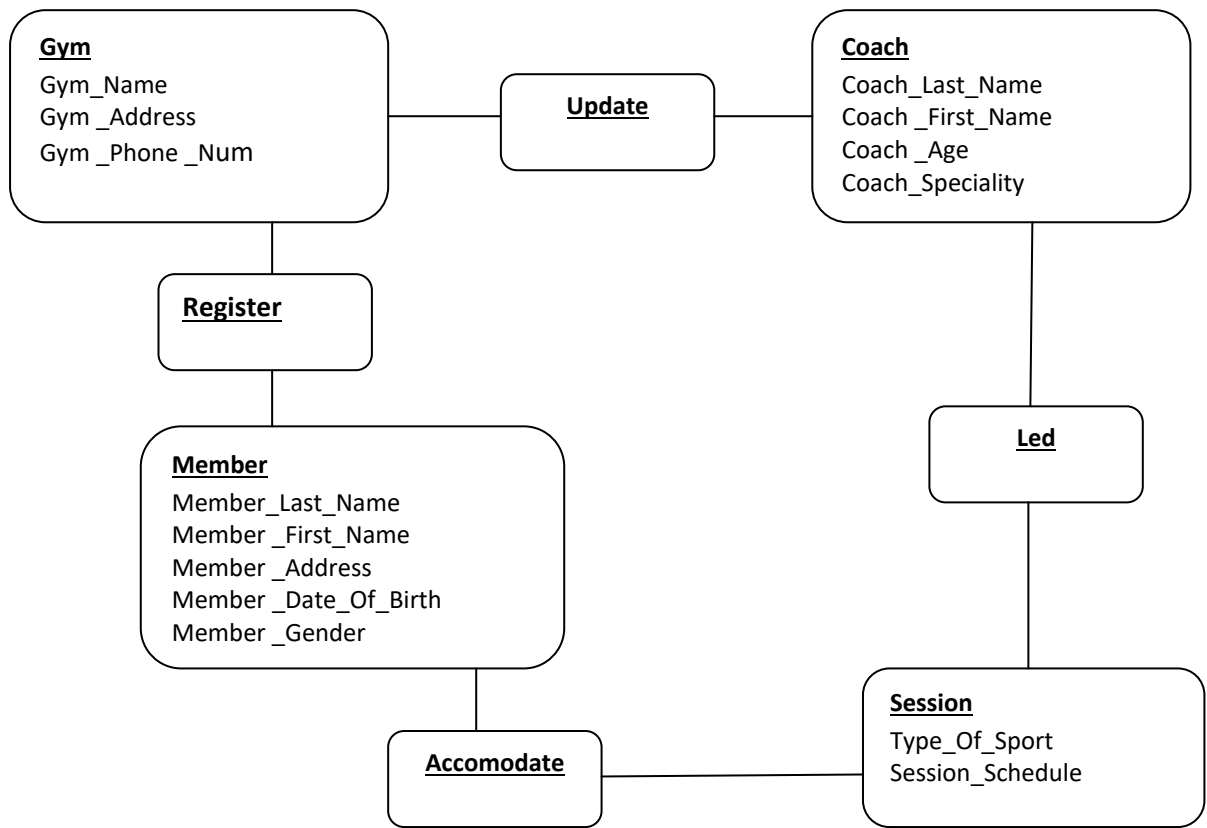 Gym
Gym_Name
Gym _Address
Gym _Phone _Num
Update
Coach
Coach_Last_Name
Coach _First_Name
Coach _Age
Coach_Speciality
Register
Led
Member
Member_Last_Name
Member _First_Name
Member _Address
Member _Date_Of_Birth
Member _Gender
Accomodate
Session
Type_Of_Sport
Session_Schedule